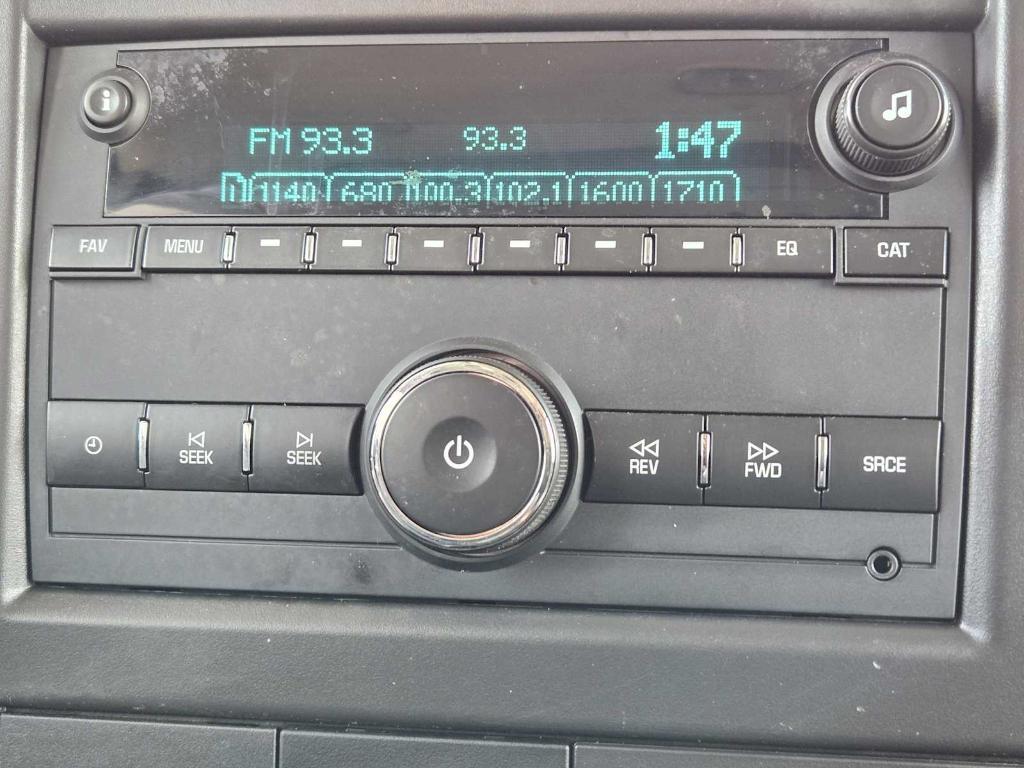 i
FM 93.3 93.3 1:47
1 1140 680 100.3 102.1 1600 1710
FAV MENU EQ CAT
SEEK SEEK REV FWD SRCE